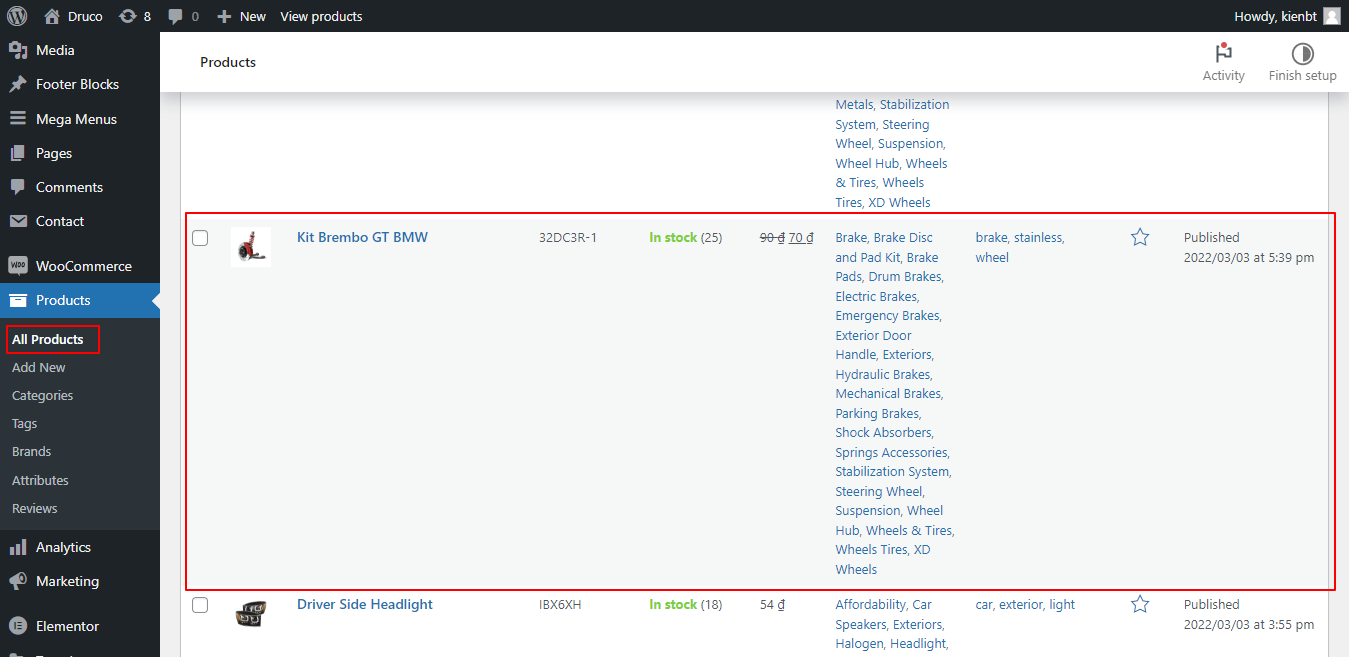 Druco 8 0 New View products Howdy, kienbt
Media
Footer Blocks
Mega Menus
Pages
Comments
Contact
WooCommerce
Products
All Products
Add New
Categories
Tags
Brands
Attributes
Reviews
Analytics
Marketing
Elementor
Products
Activity
Finish setup
Metals, Stabilization
System, Steering
Wheel, Suspension,
Wheel Hub, Wheels
& Tires, Wheels
Tires, XD Wheels
Kit Brembo GT BMW
32DC3R-1
In stock (25)
90 ₫ 70 ₫
Brake, Brake Disc
and Pad Kit, Brake
Pads, Drum Brakes,
Electric Brakes,
Emergency Brakes,
Exterior Door
Handle, Exteriors,
Hydraulic Brakes,
Mechanical Brakes,
Parking Brakes,
Shock Absorbers,
Springs Accessories,
Stabilization System,
Steering Wheel,
Suspension, Wheel
Hub, Wheels & Tires,
Wheels Tires, XD
Wheels
brake, stainless,
wheel
Published
2022/03/03 at 5:39 pm
Driver Side Headlight
IBX6XH
In stock (18)
54 ₫
Affordability, Car
Speakers, Exteriors,
Halogen, Headlight,
car, exterior, light
Published
2022/03/03 at 3:55 pm